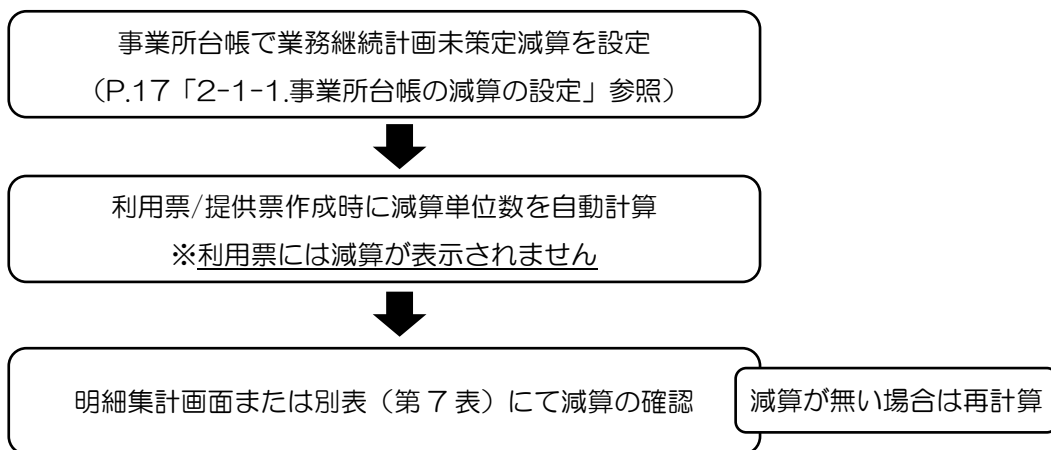 事業所台帳で業務継続計画未策定減算を設定
（P.17「2-1-1.事業所台帳の減算の設定」参照）
利用票/提供票作成時に減算単位数を自動計算
※利用票には減算が表示されません
明細集計画面または別表（第７表）にて減算の確認
減算が無い場合は再計算